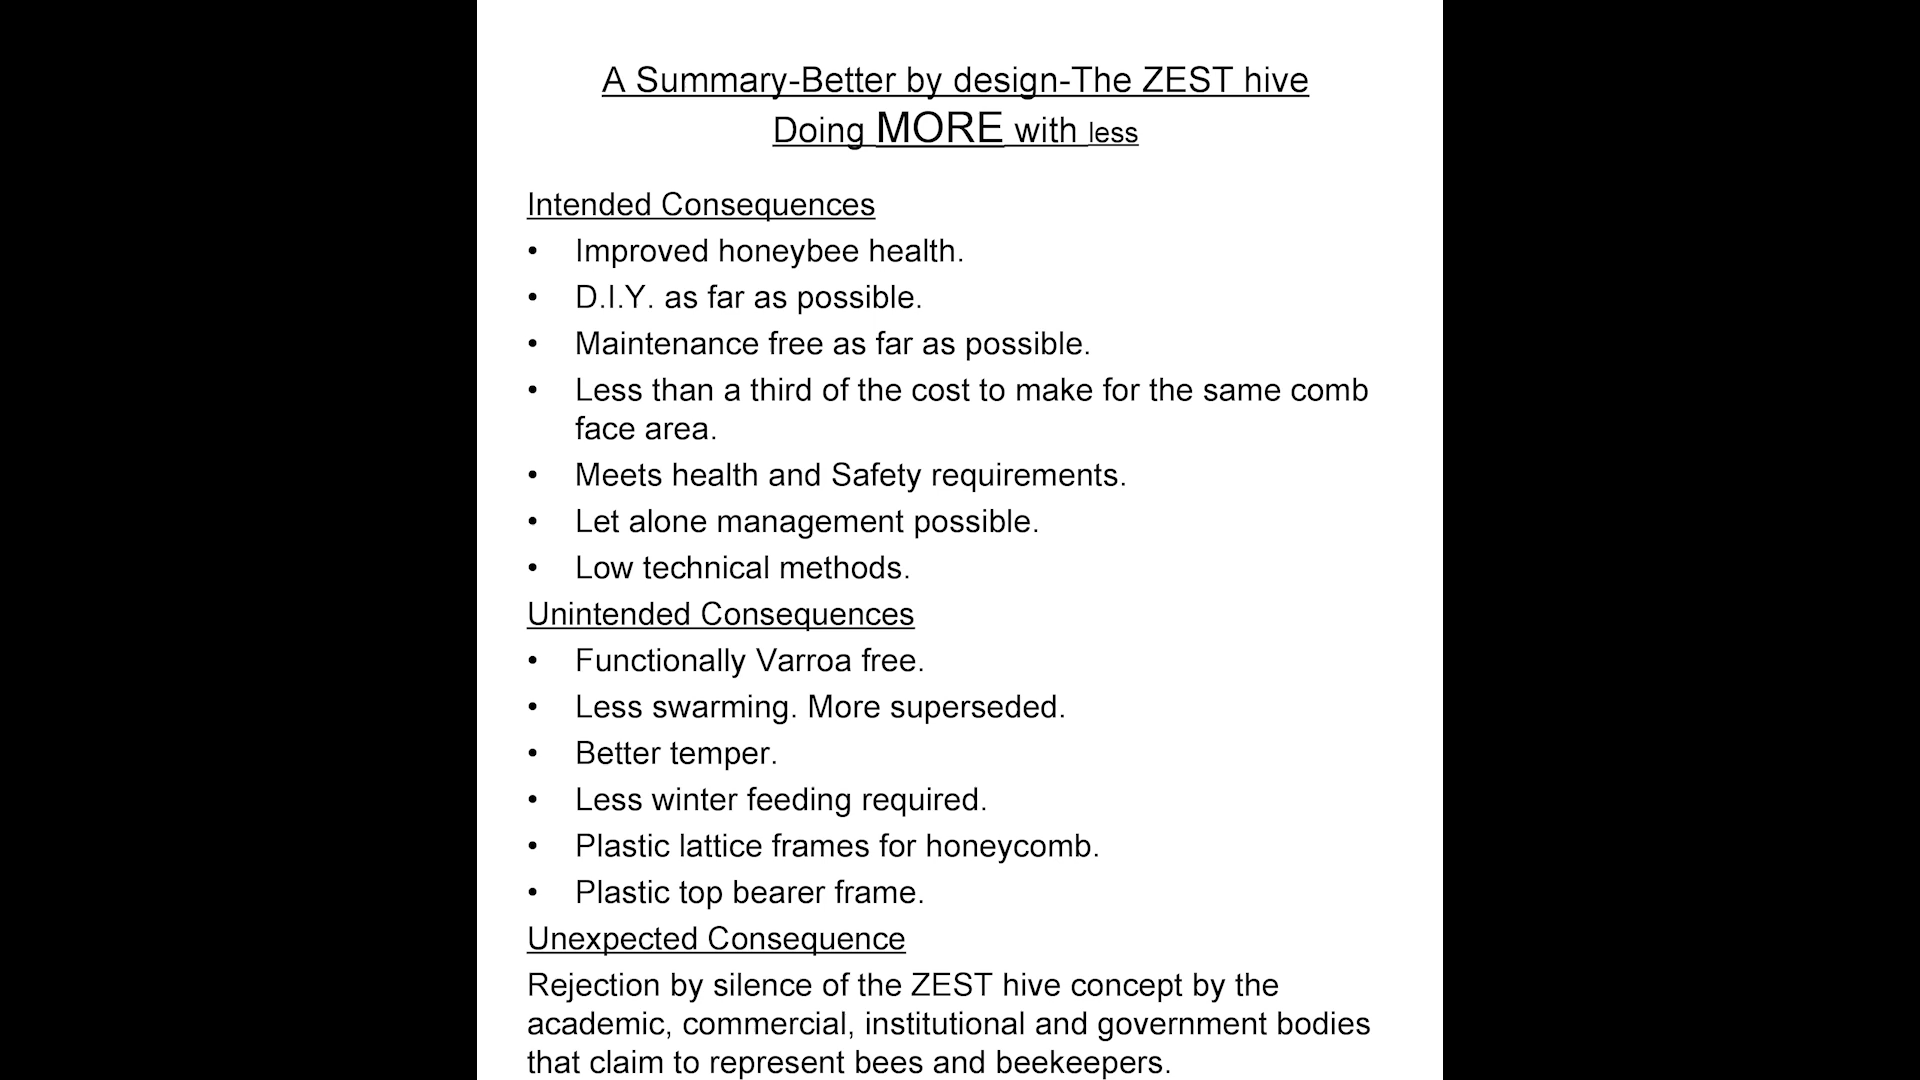 A Summary-Better by design-The ZEST hive
Doing MORE with less
Intended Consequences
• Improved honeybee health.
• D.I.Y. as far as possible.
• Maintenance free as far as possible.
• Less than a third of the cost to make for the same comb
face area.
• Meets health and Safety requirements.
• Let alone management possible.
• Low technical methods.
Unintended Consequences
• Functionally Varroa free.
• Less swarming. More superseded.
• Better temper.
• Less winter feeding required.
• Plastic lattice frames for honeycomb.
• Plastic top bearer frame.
Unexpected Consequence
Rejection by silence of the ZEST hive concept by the
academic, commercial, institutional and government bodies
that claim to represent bees and beekeepers.